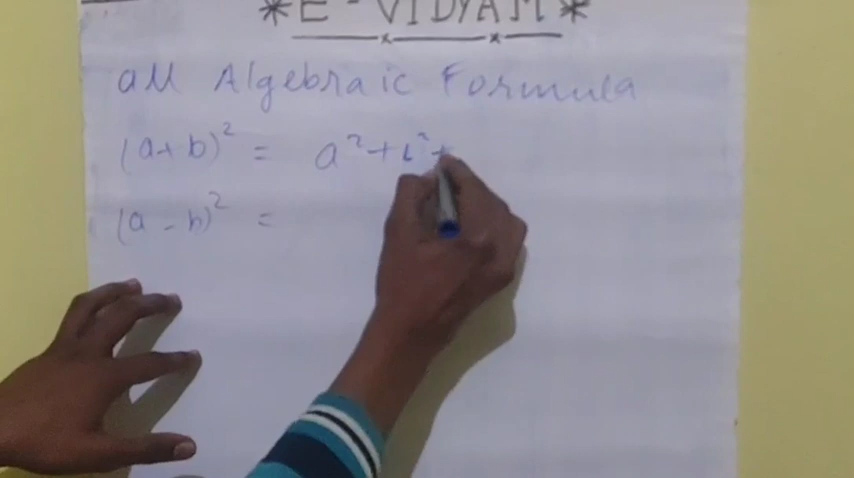 *E-VIDYAM*
All Algebraic Formula
(a+b)² = a²+b²+
(a-b)² =